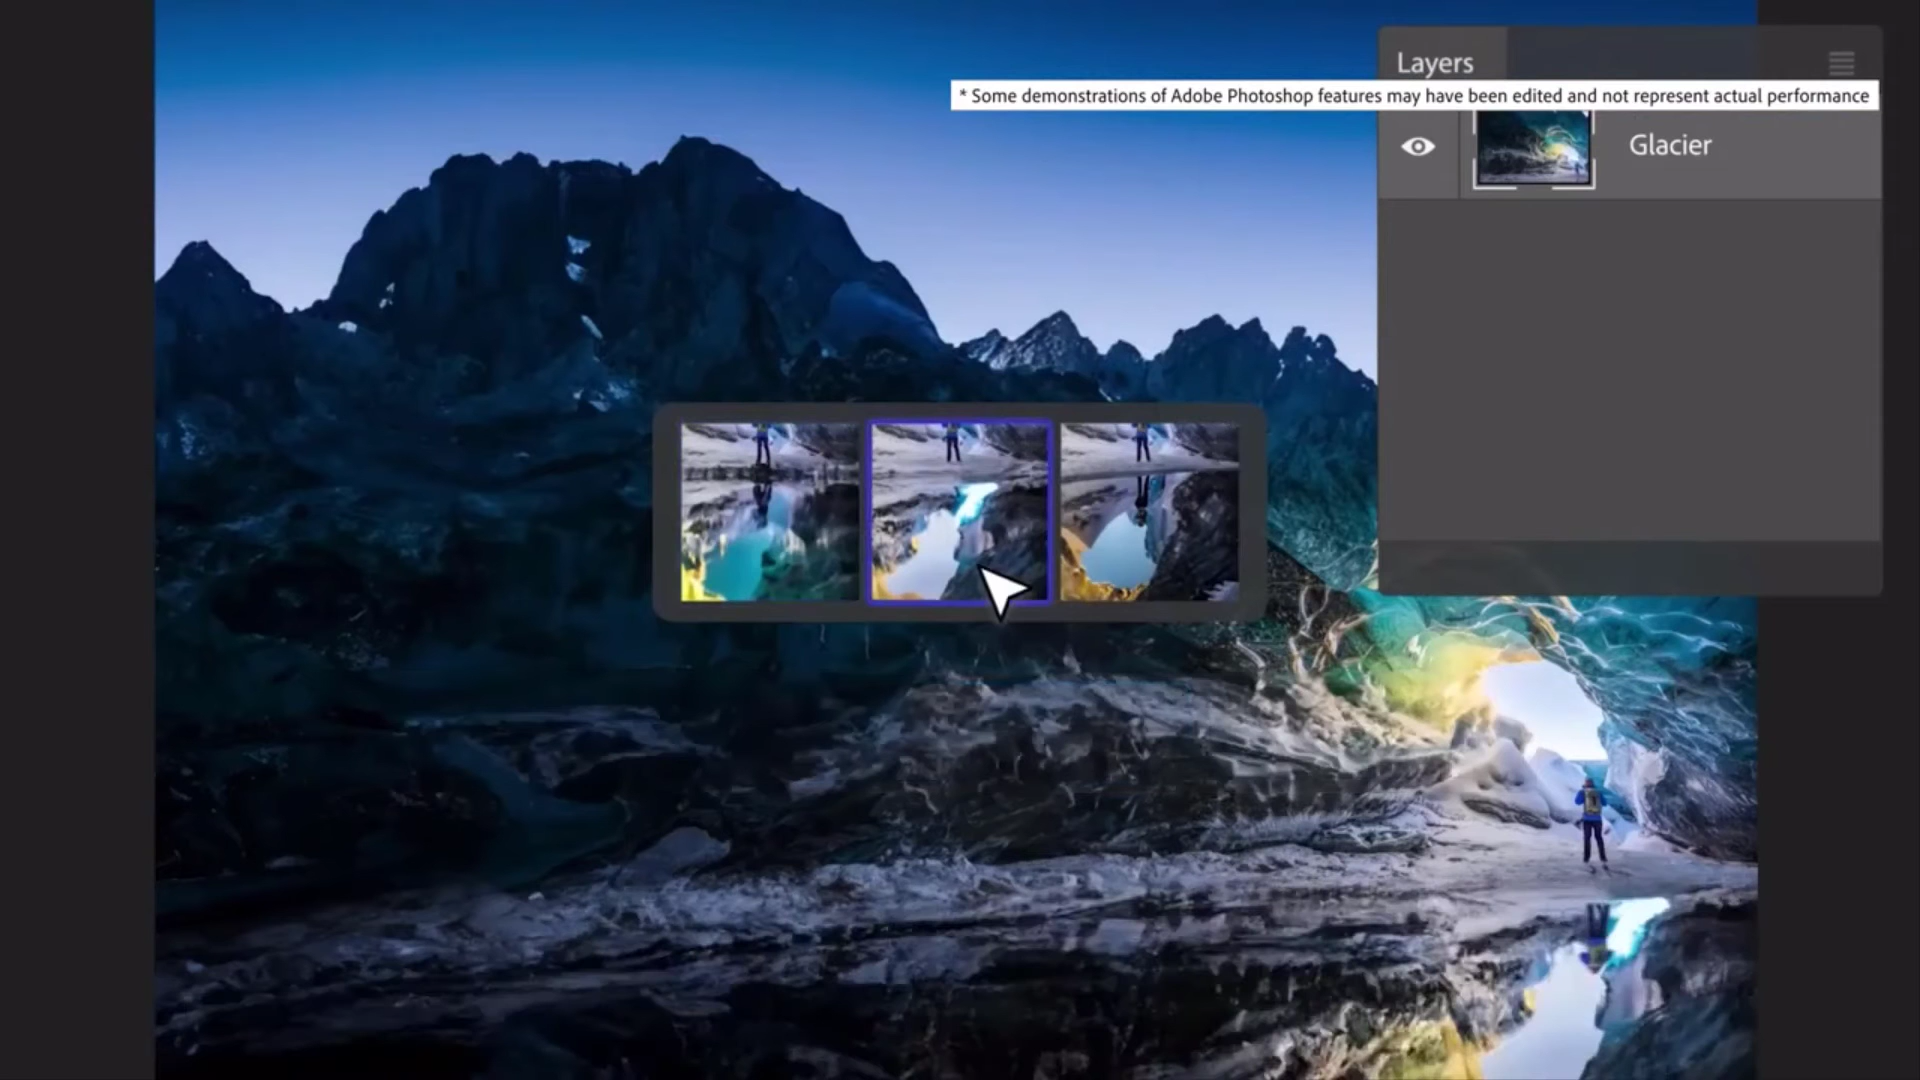 Layers
* Some demonstrations of Adobe Photoshop features may have been edited and not represent actual performance
Glacier